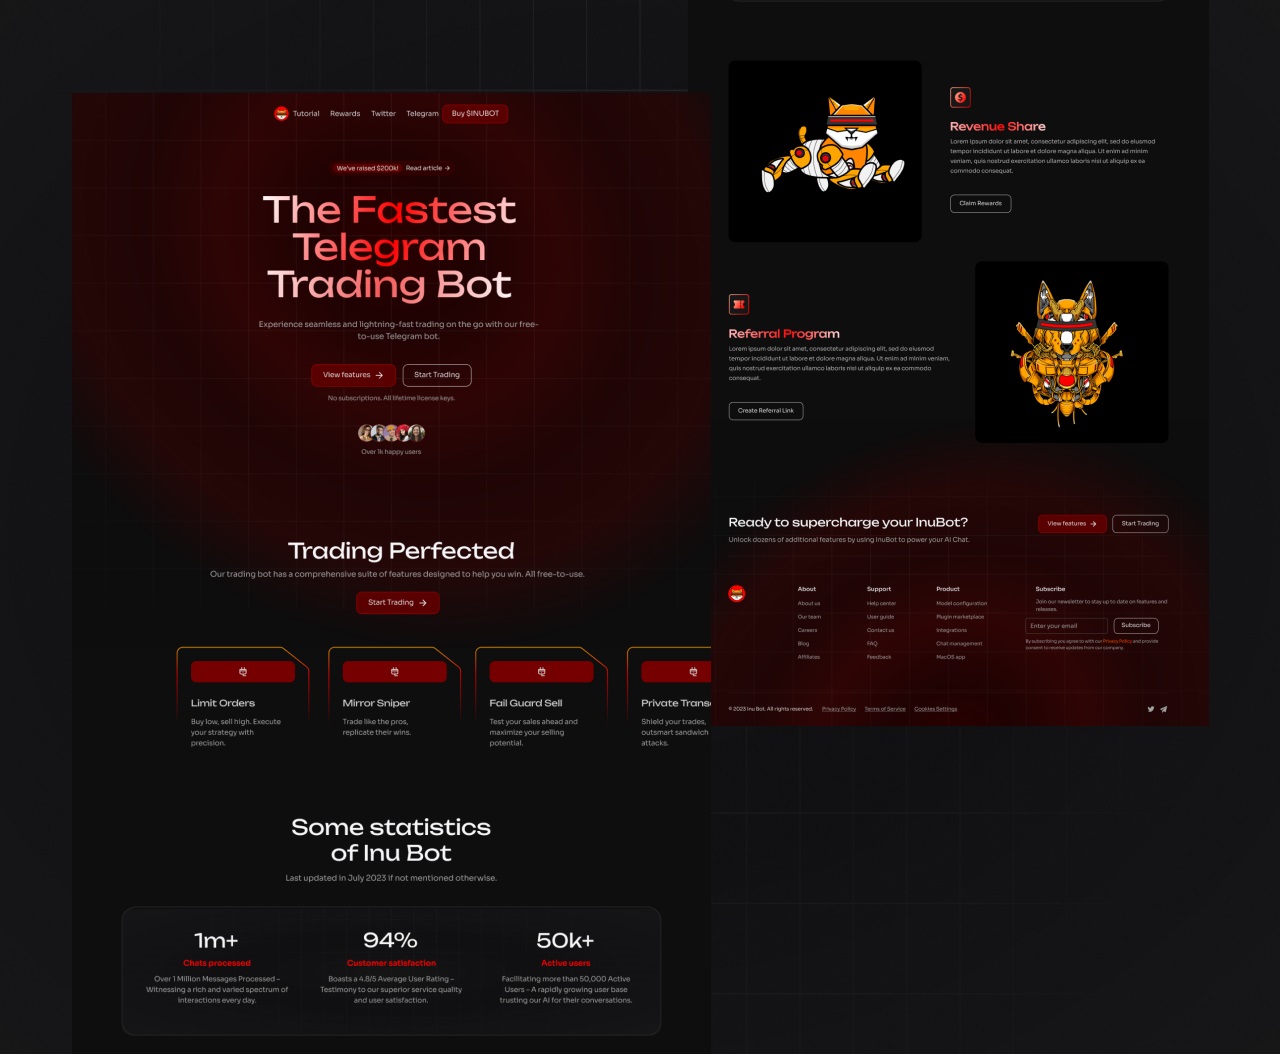 Tutorial Rewards Twitter Telegram Buy $INUBOT
We've raised $200k! Read article →
The Fastest
Telegram
Trading Bot
Experience seamless and lightning-fast trading on the go with our free-
to-use Telegram bot.
View features → Start Trading
No subscriptions. All lifetime license keys.
Over 1k happy users
Trading Perfected
Our trading bot has a comprehensive suite of features designed to help you win. All free-to-use.
Start Trading →
Limit Orders
Buy low, sell high. Execute
your strategy with
precision.
Mirror Sniper
Trade like the pros,
replicate their wins.
Fail Guard Sell
Test your sales ahead and
maximize your selling
potential.
Private Trans
Shield your trades,
outsmart sandwich
attacks.
Some statistics
of Inu Bot
Last updated in July 2023 if not mentioned otherwise.
1m+
Chats processed
Over 1 Million Messages Processed –
Witnessing a rich and varied spectrum of
interactions every day.
94%
Customer satisfaction
Boasts a 4.8/5 Average User Rating –
Testimony to our superior service quality
and user satisfaction.
50k+
Active users
Facilitating more than 50,000 Active
Users – A rapidly growing user base
trusting our AI for their conversations.
Revenue Share
Lorem ipsum dolor sit amet, consectetur adipiscing elit, sed do eiusmod
tempor incididunt ut labore et dolore magna aliqua. Ut enim ad minim
veniam, quis nostrud exercitation ullamco laboris nisi ut aliquip ex ea
commodo consequat.
Claim Rewards
Referral Program
Lorem ipsum dolor sit amet, consectetur adipiscing elit, sed do eiusmod
tempor incididunt ut labore et dolore magna aliqua. Ut enim ad minim veniam,
quis nostrud exercitation ullamco laboris nisi ut aliquip ex ea commodo
consequat.
Create Referral Link
Ready to supercharge your InuBot?
Unlock dozens of additional features by using InuBot to power your AI Chat.
View features → Start Trading
About
About us
Our team
Careers
Blog
Affiliates
Support
Help center
User guide
Contact us
FAQ
Feedback
Product
Model configuration
Plugin marketplace
Integrations
Chat management
MacOS app
Subscribe
Join our newsletter to stay up to date on features and
releases.
Enter your email Subscribe
By subscribing you agree to with our Privacy Policy and provide
consent to receive updates from our company.
© 2023 Inu Bot. All rights reserved. Privacy Policy Terms of Service Cookies Settings